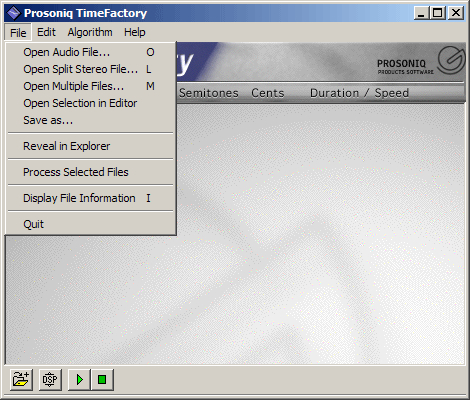 Prosoniq TimeFactory
File Edit Algorithm Help
Open Audio File... O
Open Split Stereo File... L
Open Multiple Files... M
Open Selection in Editor
Save as...
Reveal in Explorer
Process Selected Files
Display File Information I
Quit
ry
PROSONIQ
PRODUCTS SOFTWARE
Semitones Cents Duration / Speed
DSP